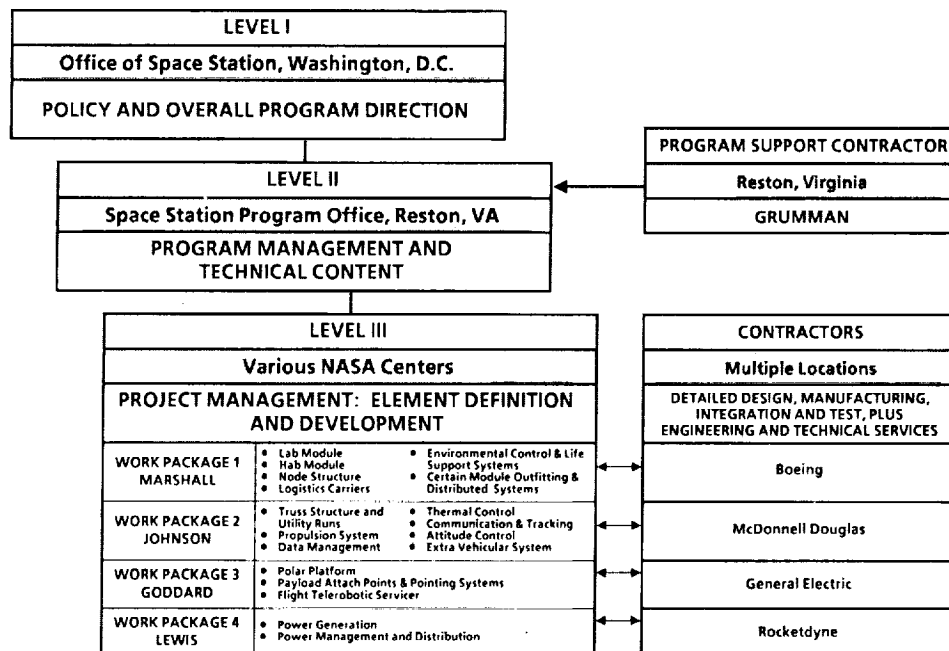 LEVEL I
Office of Space Station, Washington, D.C.
POLICY AND OVERALL PROGRAM DIRECTION
PROGRAM SUPPORT CONTRACTOR
Reston, Virginia
GRUMMAN
LEVEL II
Space Station Program Office, Reston, VA
PROGRAM MANAGEMENT AND
TECHNICAL CONTENT
LEVEL III
Various NASA Centers
PROJECT MANAGEMENT: ELEMENT DEFINITION
AND DEVELOPMENT
CONTRACTORS
Multiple Locations
DETAILED DESIGN, MANUFACTURING,
INTEGRATION AND TEST, PLUS
ENGINEERING AND TECHNICAL SERVICES
WORK PACKAGE 1
MARSHALL
• Lab Module
• Hab Module
• Node Structure
• Logistics Carriers
• Environmental Control & Life
Support Systems
• Certain Module Outfitting &
Distributed Systems
Boeing
WORK PACKAGE 2
JOHNSON
• Truss Structure and
Utility Runs
• Propulsion System
• Data Management
• Thermal Control
• Communication & Tracking
• Attitude Control
• Extra Vehicular System
McDonnell Douglas
WORK PACKAGE 3
GODDARD
• Polar Platform
• Payload Attach Points & Pointing Systems
• Flight Telerobotic Servicer
General Electric
WORK PACKAGE 4
LEWIS
• Power Generation
• Power Management and Distribution
Rocketdyne